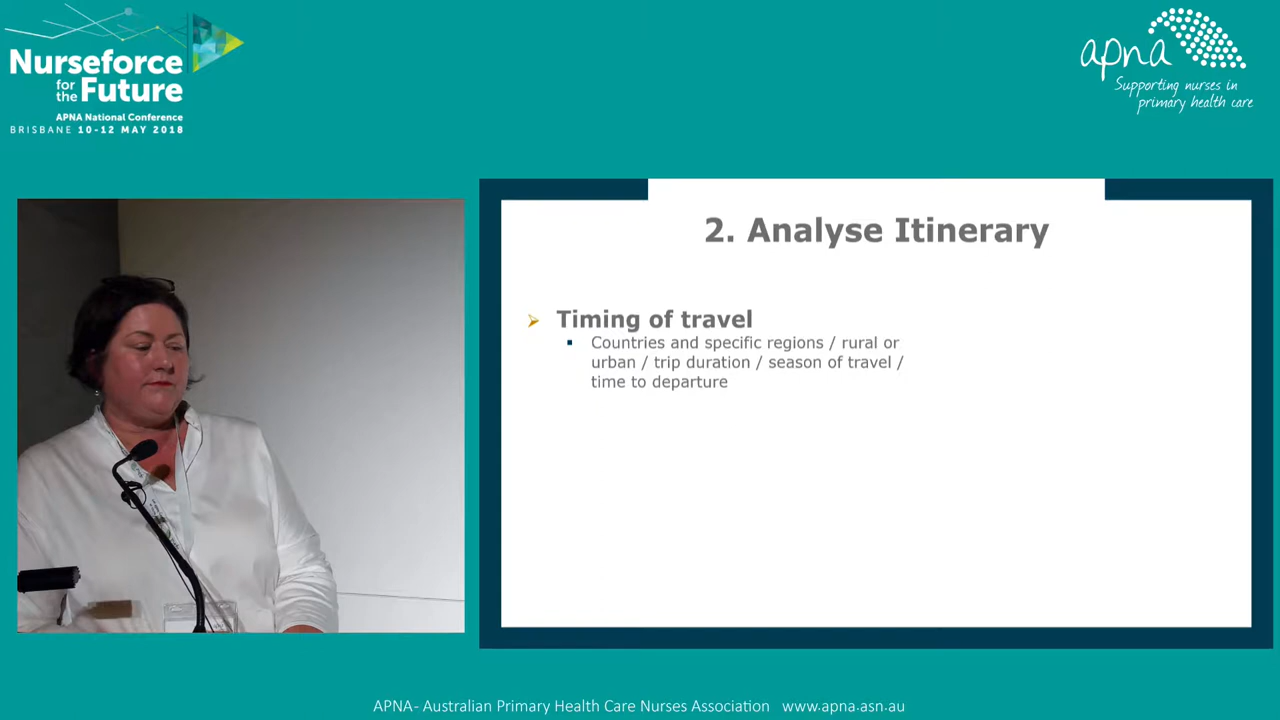 Nurseforce
for the Future
APNA National Conference
BRISBANE 10-12 MAY 2018
apna
Supporting nurses in
primary health care
2. Analyse Itinerary
Timing of travel
Countries and specific regions / rural or
urban / trip duration / season of travel /
time to departure
APNA- Australian Primary Health Care Nurses Association www.apna.asn.au